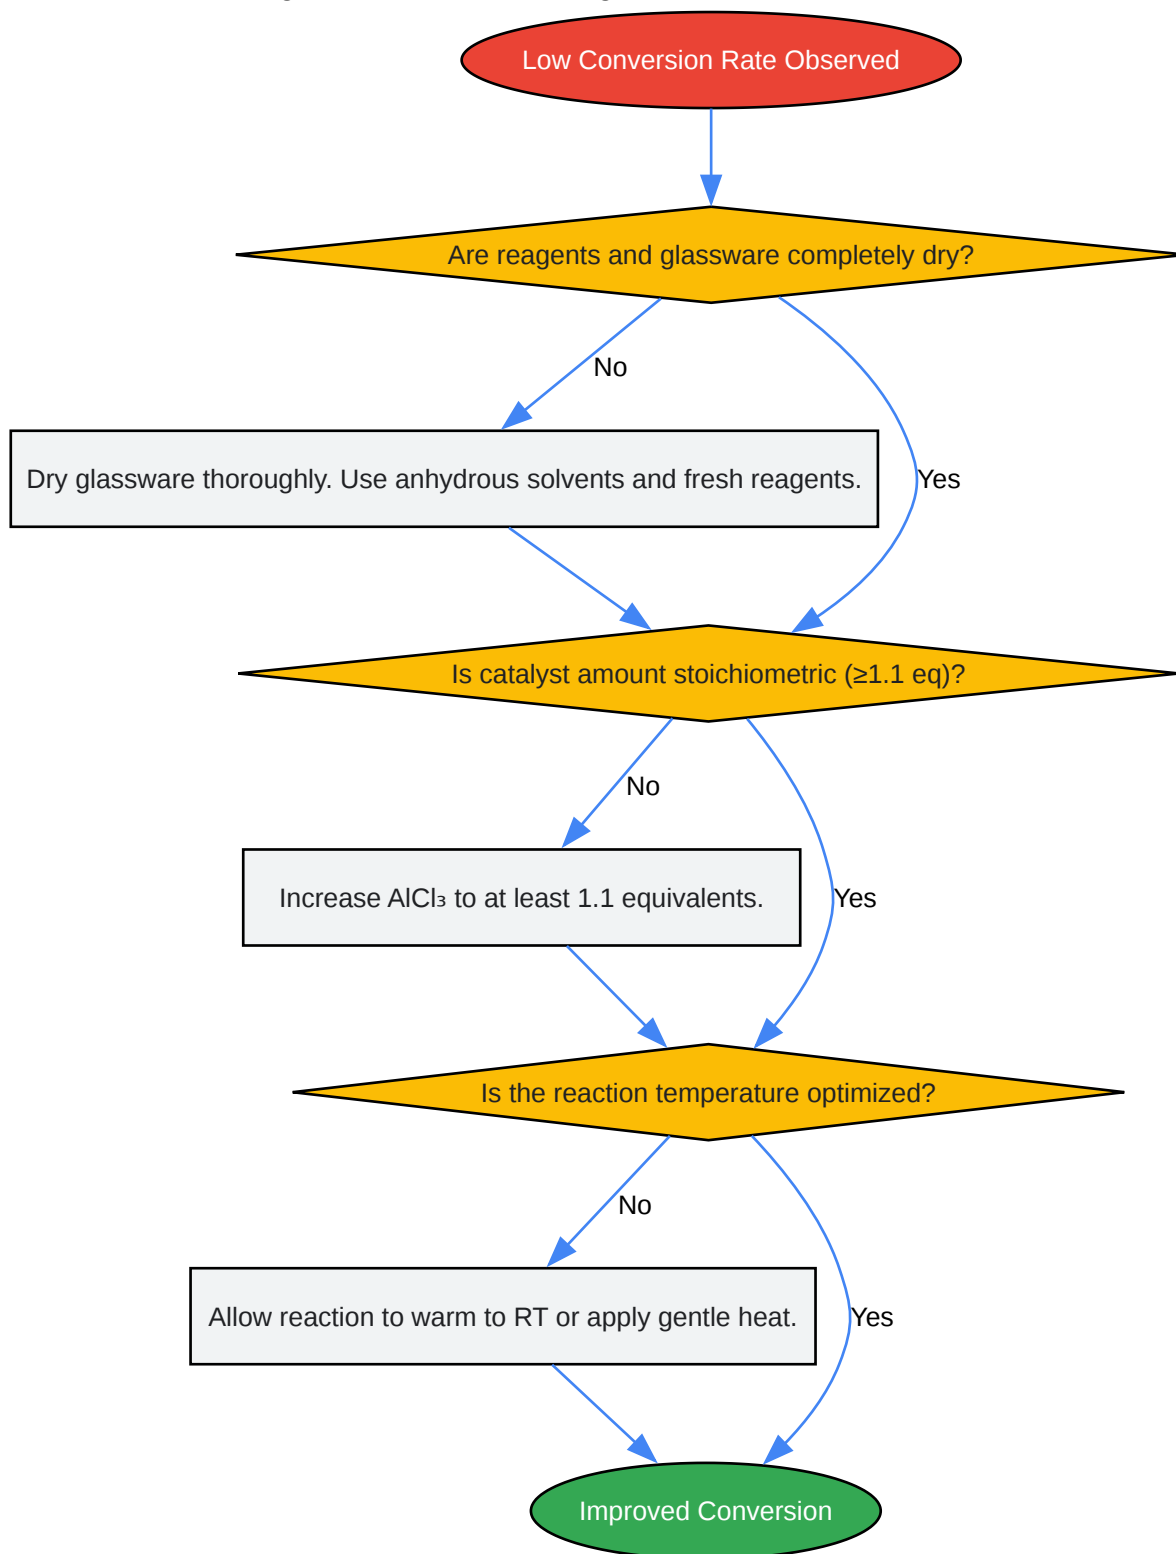 Low Conversion Rate Observed
Are reagents and glassware completely dry?
No
Dry glassware thoroughly. Use anhydrous solvents and fresh reagents.
Yes
Is catalyst amount stoichiometric (≥1.1 eq)?
No
Increase AlCl₃ to at least 1.1 equivalents.
Yes
Is the reaction temperature optimized?
No
Allow reaction to warm to RT or apply gentle heat.
Yes
Improved Conversion